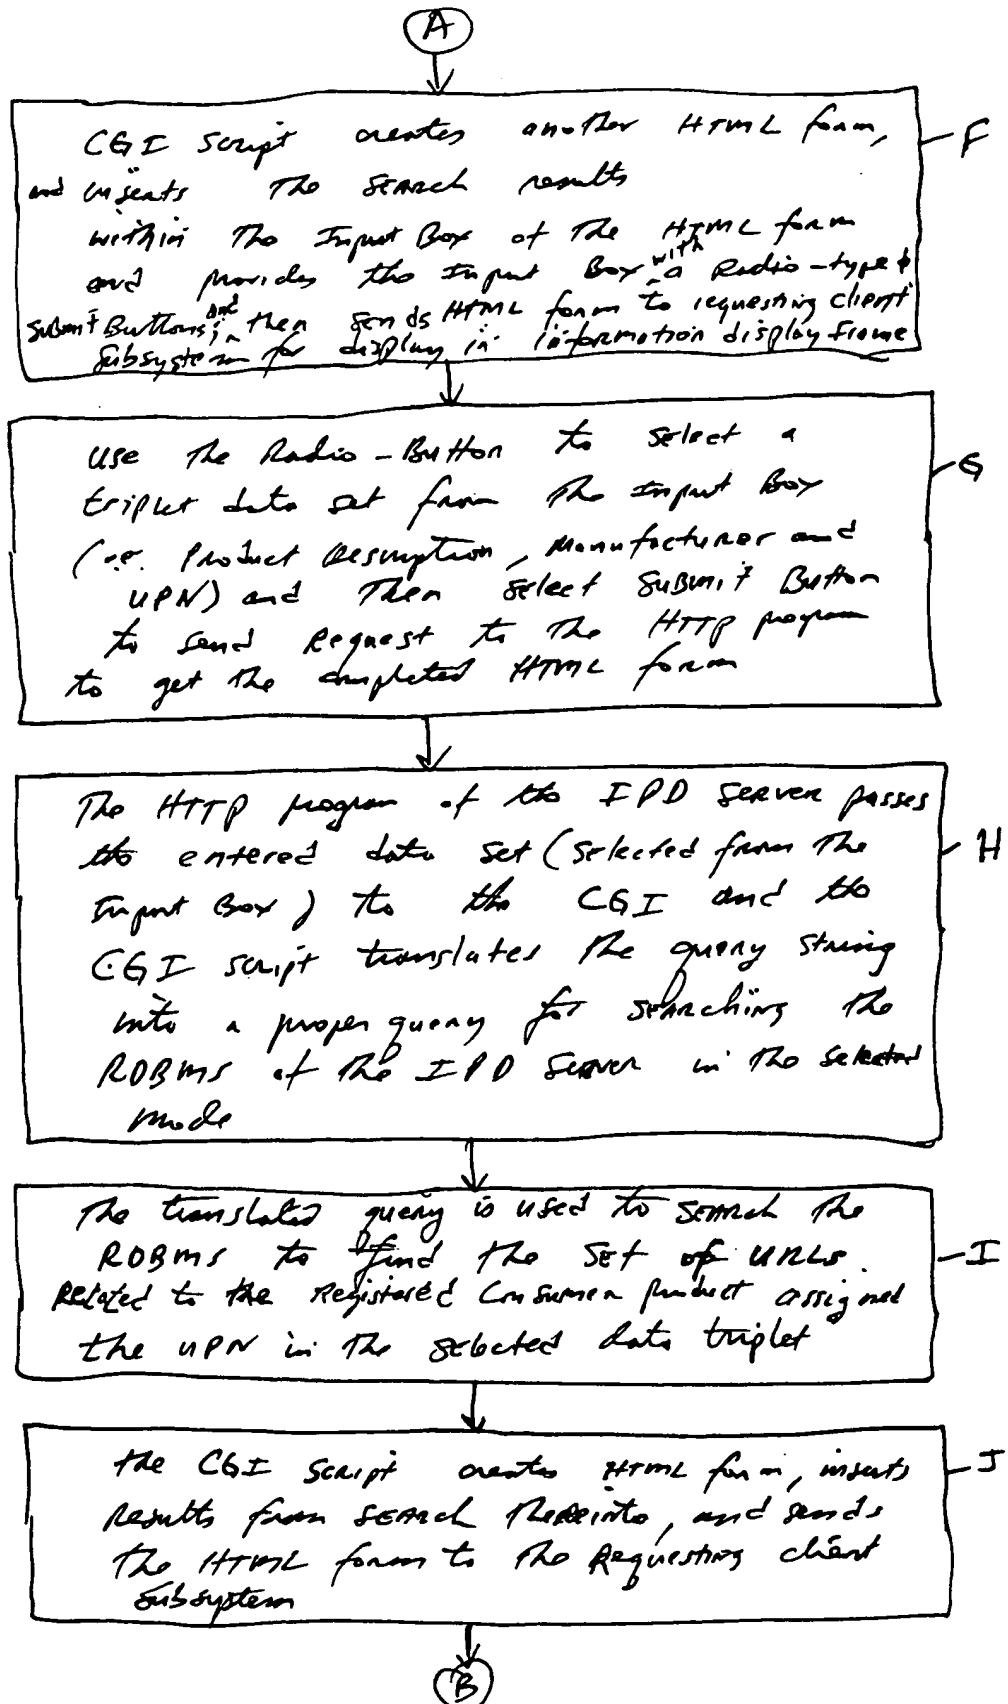 A
CGI Script creates another HTML form, F
and inserts the search results
within the Input Box of the HTML form
and provides the Input Box with a Radio-type &
Submit Buttons; and then sends HTML form to requesting client
subsystem for display in information display frame
Use the Radio-Button to select a
triplet data set from the Input Box G
(i.e. Product Description, Manufacturer and
UPN) and Then select Submit Button
to send Request to the HTTP program
to get the completed HTML form
The HTTP program of the IPD Server passes
the entered data set (selected from the H
Input Box) to the CGI and the
CGI script translates the query string
into a proper query for searching the
RDBMS of the IPD Server in the selected
mode
The translated query is used to search the
RDBMS to find the set of URLs I
Related to the Registered Consumer product assigned
the UPN in the selected data triplet
the CGI Script creates HTML form, inserts J
Results from search thereinto, and sends
the HTML form to the Requesting client
subsystem
B